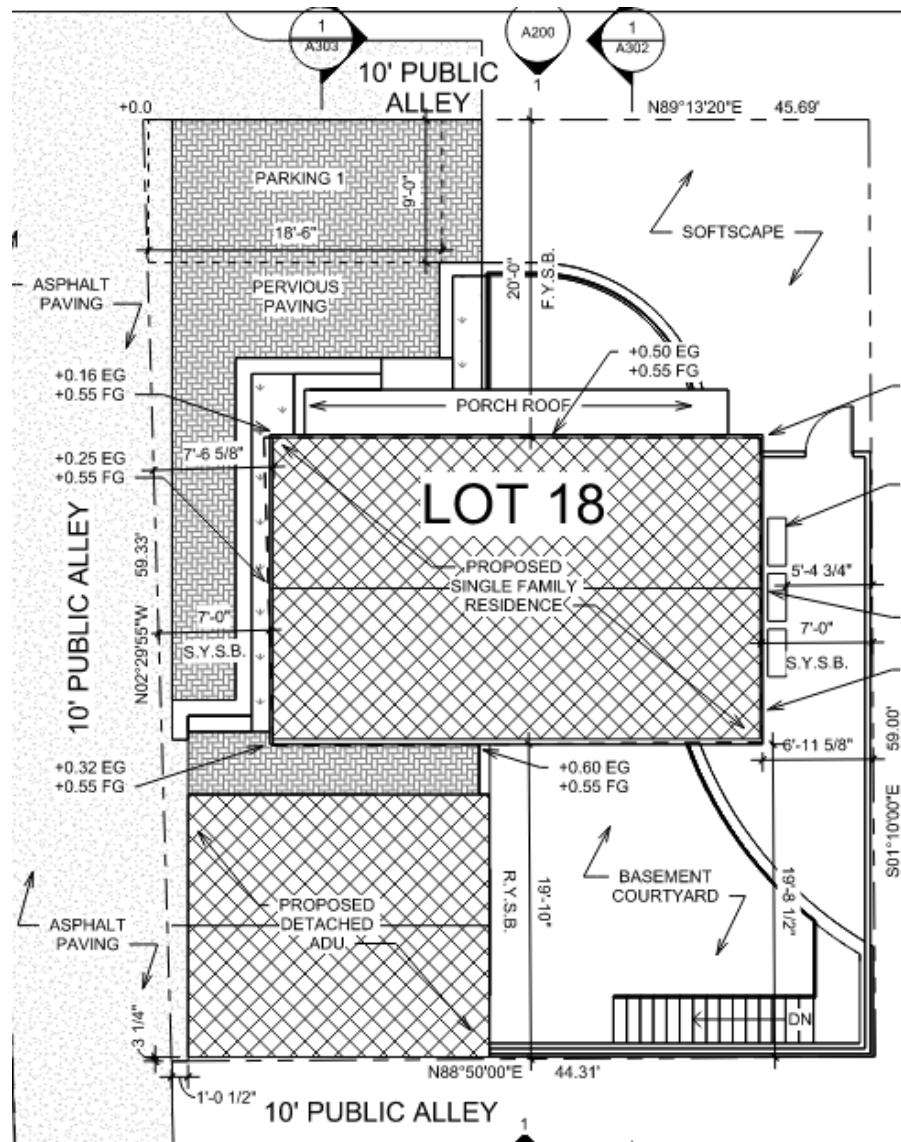 1
A303
A200
1
1
A302
10' PUBLIC
ALLEY
+0.0
N89°13'20"E 45.69'
PARKING 1
9'-0"
18'-6"
SOFTSCAPE
ASPHALT
PAVING
PERVIOUS
PAVING
20'-0"
F.Y.S.B.
+0.16 EG
+0.55 FG
+0.50 EG
+0.55 FG
PORCH ROOF
7'-6 5/8"
+0.25 EG
+0.55 FG
LOT 18
10' PUBLIC ALLEY
N02°29'55"W 59.33'
PROPOSED
SINGLE FAMILY
RESIDENCE
5'-4 3/4"
7'-0"
S.Y.S.B.
7'-0"
S.Y.S.B.
6'-11 5/8"
S01°10'00"E 59.00'
+0.32 EG
+0.55 FG
+0.60 EG
+0.55 FG
R.Y.S.B.
19'-10"
BASEMENT
COURTYARD
19'-8 1/2"
PROPOSED
DETACHED
ADU.
ASPHALT
PAVING
3 1/4"
DN
N88°50'00"E 44.31'
1'-0 1/2"
10' PUBLIC ALLEY
1